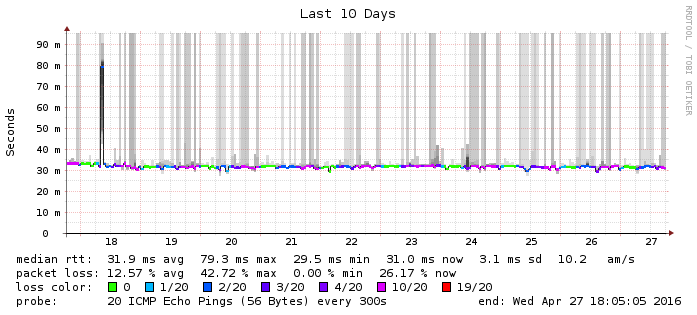 Last 10 Days
RRDTOOL / TOBI OETIKER
Seconds
90 m
80 m
70 m
60 m
50 m
40 m
30 m
20 m
10 m
0
18 19 20 21 22 23 24 25 26 27
median rtt: 31.9 ms avg 79.3 ms max 29.5 ms min 31.0 ms now 3.1 ms sd 10.2 am/s
packet loss: 12.57 % avg 42.72 % max 0.00 % min 26.17 % now
loss color: 0 1/20 2/20 3/20 4/20 10/20 19/20
probe: 20 ICMP Echo Pings (56 Bytes) every 300s end: Wed Apr 27 18:05:05 2016